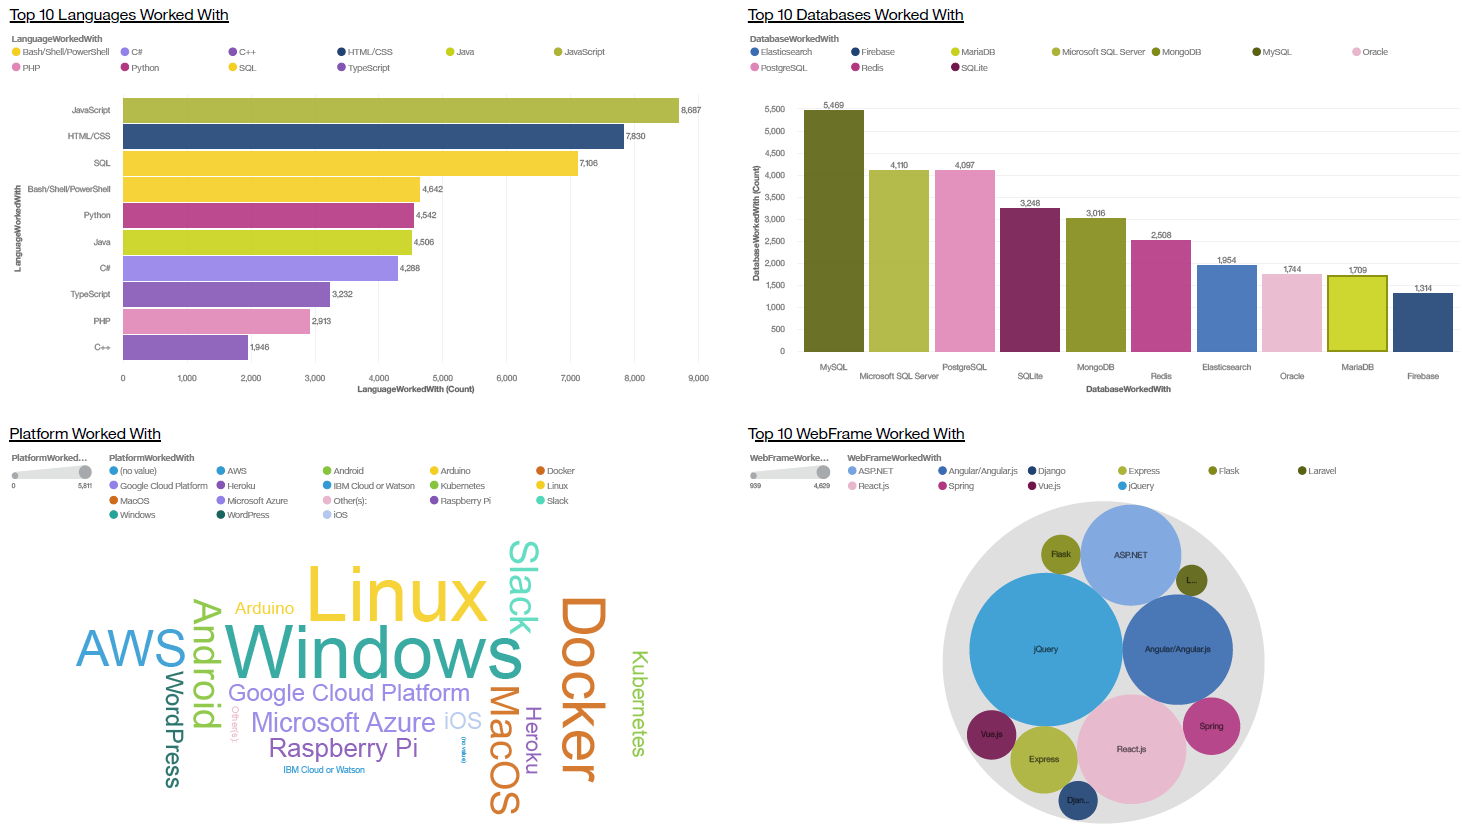 Top 10 Languages Worked With
LanguageWorkedWith
Bash/Shell/PowerShell C# C++ HTML/CSS Java JavaScript
PHP Python SQL TypeScript
LanguageWorkedWith
JavaScript 8,687
HTML/CSS 7,830
SQL 7,106
Bash/Shell/PowerShell 4,642
Python 4,542
Java 4,506
C# 4,288
TypeScript 3,232
PHP 2,913
C++ 1,946
0 1,000 2,000 3,000 4,000 5,000 6,000 7,000 8,000 9,000
LanguageWorkedWith (Count)
Top 10 Databases Worked With
DatabaseWorkedWith
Elasticsearch Firebase MariaDB Microsoft SQL Server MongoDB MySQL Oracle
PostgreSQL Redis SQLite
DatabaseWorkedWith (Count)
5,500
5,000
4,500
4,000
3,500
3,000
2,500
2,000
1,500
1,000
500
0
5,469 4,110 4,097 3,248 3,016 2,508 1,954 1,744 1,709 1,314
MySQL Microsoft SQL Server PostgreSQL SQLite MongoDB Redis Elasticsearch Oracle MariaDB Firebase
DatabaseWorkedWith
Platform Worked With
PlatformWorked...
0 5,811
PlatformWorkedWith
(no value) AWS Android Arduino Docker
Google Cloud Platform Heroku IBM Cloud or Watson Kubernetes Linux
MacOS Microsoft Azure Other(s): Raspberry Pi Slack
Windows WordPress iOS
Slack
Linux
Arduino
Android
Docker
AWS
Windows
Kubernetes
WordPress
Google Cloud Platform
MacOS
Other(s):
Microsoft Azure
iOS
Heroku
Raspberry Pi
(no value)
IBM Cloud or Watson
Top 10 WebFrame Worked With
WebFrameWorke...
939 4,629
WebFrameWorkedWith
ASP.NET Angular/Angular.js Django Express Flask Laravel
React.js Spring Vue.js jQuery
Flask
ASP.NET
L...
jQuery
Angular/Angular.js
Spring
Vue.js
React.js
Express
Djan...